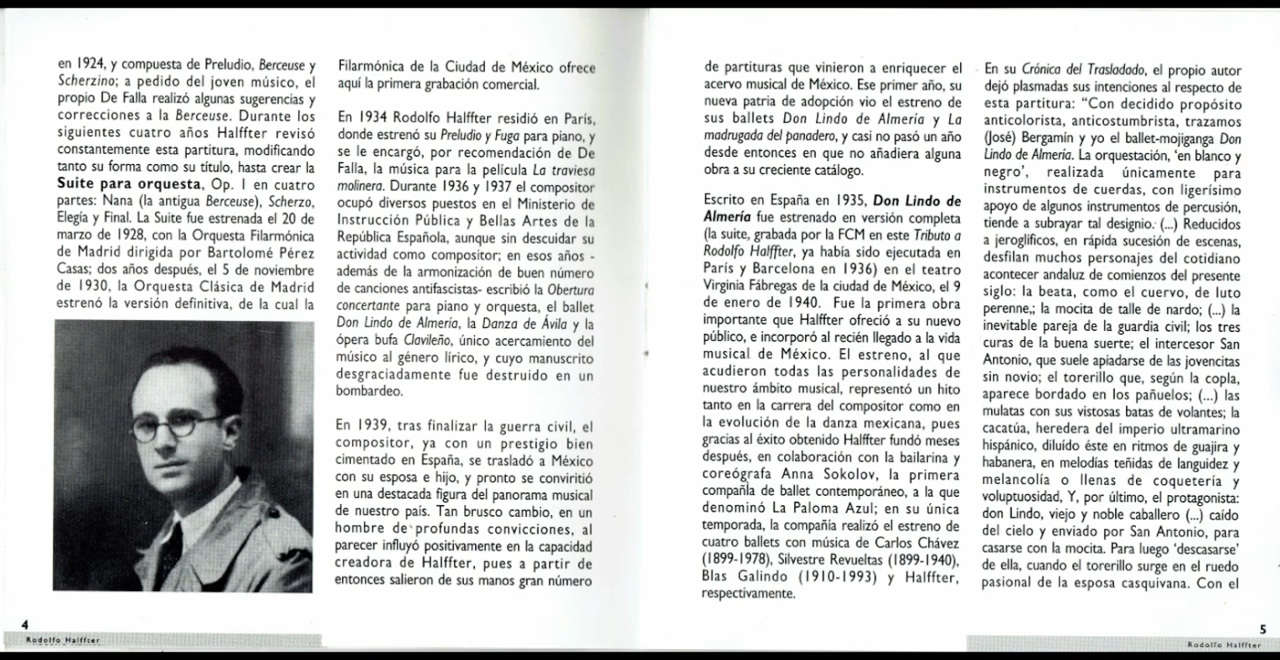 en 1924, y compuesta de Preludio, Berceuse y
Scherzino; a pedido del joven músico, el
propio De Falla realizó algunas sugerencias y
correcciones a la Berceuse. Durante los
siguientes cuatro años Halffter revisó
constantemente esta partitura, modificando
tanto su forma como su título, hasta crear la
Suite para orquesta, Op. 1 en cuatro
partes: Nana (la antigua Berceuse), Scherzo,
Elegía y Final. La Suite fue estrenada el 20 de
marzo de 1928, con la Orquesta Filarmónica
de Madrid dirigida por Bartolomé Pérez
Casas; dos años después, el 5 de noviembre
de 1930, la Orquesta Clásica de Madrid
estrenó la versión definitiva, de cual la
Filarmónica de la Ciudad de México ofrece
aquí la primera grabación comercial.
En 1934 Rodolfo Halffter residió en París,
donde estrenó su Preludio y Fuga para piano, y
se le encargó, por recomendación de De
Falla, la música para la película La traviesa
molinera. Durante 1936 y 1937 el compositor
ocupó diversos puestos en el Ministerio de
Instrucción Pública y Bellas Artes de la
República Española, aunque sin descuidar su
actividad como compositor; en esos años -
además de la armonización de buen número
de canciones antifascistas- escribió la Obertura
concertante para piano y orquesta, el ballet
Don Lindo de Almería, la Danza de Ávila y la
ópera bufa Clavileño, único acercamiento del
músico al género lírico, y cuyo manuscrito
desgraciadamente fue destruido en un
bombardeo.
En 1939, tras finalizar la guerra civil, el
compositor, ya con un prestigio bien
cimentado en España, se trasladó a México
con su esposa e hijo, y pronto se conviritió
en una destacada figura del panorama musical
de nuestro país. Tan brusco cambio, en un
hombre de profundas convicciones, al
parecer influyó positivamente en la capacidad
creadora de Halffter, pues a partir de
entonces salieron de sus manos gran número
4
Rodolfo Halffter
de partituras que vinieron a enriquecer el
acervo musical de México. Ese primer año, su
nueva patria de adopción vio el estreno de
sus ballets Don Lindo de Almería y La
madrugada del panadero, y casi no pasó un año
desde entonces en que no añadiera alguna
obra a su creciente catálogo.
Escrito en España en 1935, Don Lindo de
Almería fue estrenado en versión completa
(la suite, grabada por la FCM en este Tributo a
Rodolfo Halffter, ya había sido ejecutada en
París y Barcelona en 1936) en el teatro
Virginia Fábregas de la ciudad de México, el 9
de enero de 1940. Fue la primera obra
importante que Halffter ofreció a su nuevo
público, e incorporó al recién llegado a la vida
musical de México. El estreno, al que
acudieron todas las personalidades de
nuestro ámbito musical, representó un hito
tanto en la carrera del compositor como en
la evolución de la danza mexicana, pues
gracias al éxito obtenido Halffter fundó meses
después, en colaboración con la bailarina y
coreógrafa Anna Sokolov, la primera
compañía de ballet contemporáneo, a la que
denominó La Paloma Azul; en su única
temporada, la compañía realizó el estreno de
cuatro ballets con música de Carlos Chávez
(1899-1978), Silvestre Revueltas (1899-1940),
Blas Galindo (1910-1993) y Halffter,
respectivamente.
En su Crónica del Trasladado, el propio autor
dejó plasmadas sus intenciones al respecto de
esta partitura: “Con decidido propósito
anticolorista, anticostumbrista, trazamos
(José) Bergamín y yo el ballet-mojiganga Don
Lindo de Almería. La orquestación, ‘en blanco y
negro’, realizada únicamente para
instrumentos de cuerdas, con ligerísimo
apoyo de algunos instrumentos de percusión,
tiende a subrayar tal designio. (...) Reducidos
a jeroglíficos, en rápida sucesión de escenas,
desfilan muchos personajes del cotidiano
acontecer andaluz de comienzos del presente
siglo: la beata, como el cuervo, de luto
perenne,; la mocita de talle de nardo; (...) la
inevitable pareja de la guardia civil; los tres
curas de la buena suerte; el intercesor San
Antonio, que suele apiadarse de las jovencitas
sin novio; el torerillo que, según la copla,
aparece bordado en los pañuelos; (...) las
mulatas con sus vistosas batas de volantes; la
cacatúa, heredera del imperio ultramarino
hispánico, diluído éste en ritmos de guajira y
habanera, en melodías teñidas de languidez y
melancolía o llenas de coquetería y
voluptuosidad, Y, por último, el protagonista:
don Lindo, viejo y noble caballero (...) caído
del cielo y enviado por San Antonio, para
casarse con la mocita. Para luego ‘descasarse’
de ella, cuando el torerillo surge en el ruedo
pasional de la esposa casquivana. Con el
5
Rodolfo Halffter